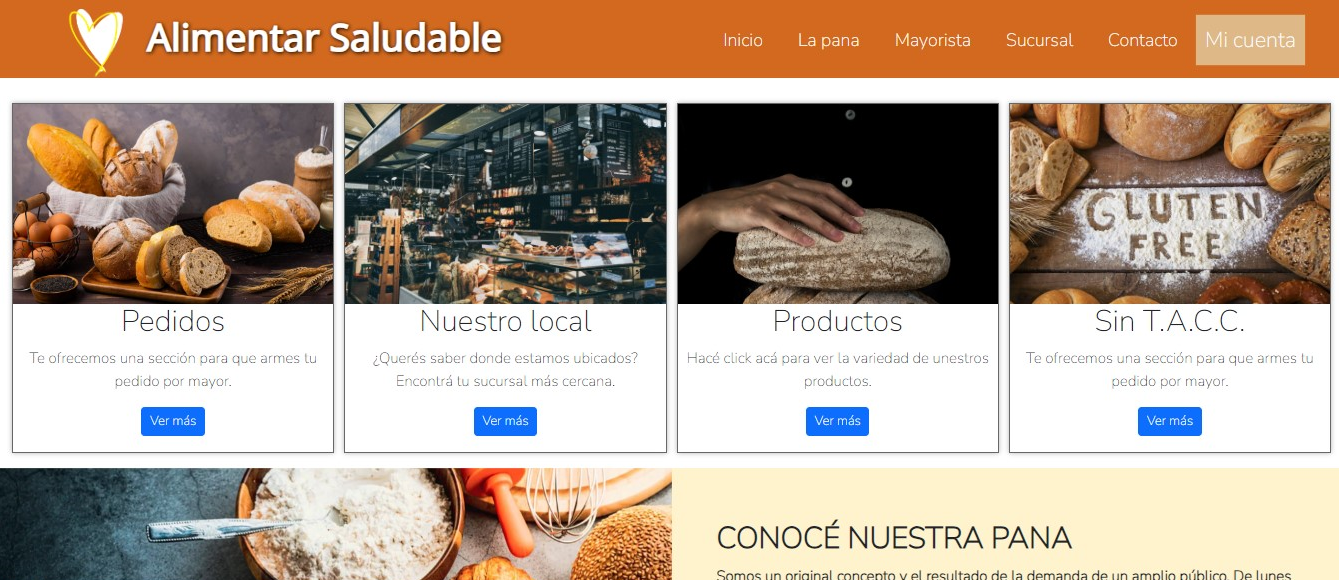 Alimentar Saludable
Inicio La pana Mayorista Sucursal Contacto Mi cuenta
GLUTEN
FREE
Pedidos
Te ofrecemos una sección para que armes tu
pedido por mayor.
Ver más
Nuestro local
¿Querés saber donde estamos ubicados?
Encontrá tu sucursal más cercana.
Ver más
Productos
Hacé click acá para ver la variedad de unestros
productos.
Ver más
Sin T.A.C.C.
Te ofrecemos una sección para que armes tu
pedido por mayor.
Ver más
CONOCÉ NUESTRA PANA
Somos un original concepto y el resultado de la demanda de un amplio público. De lunes